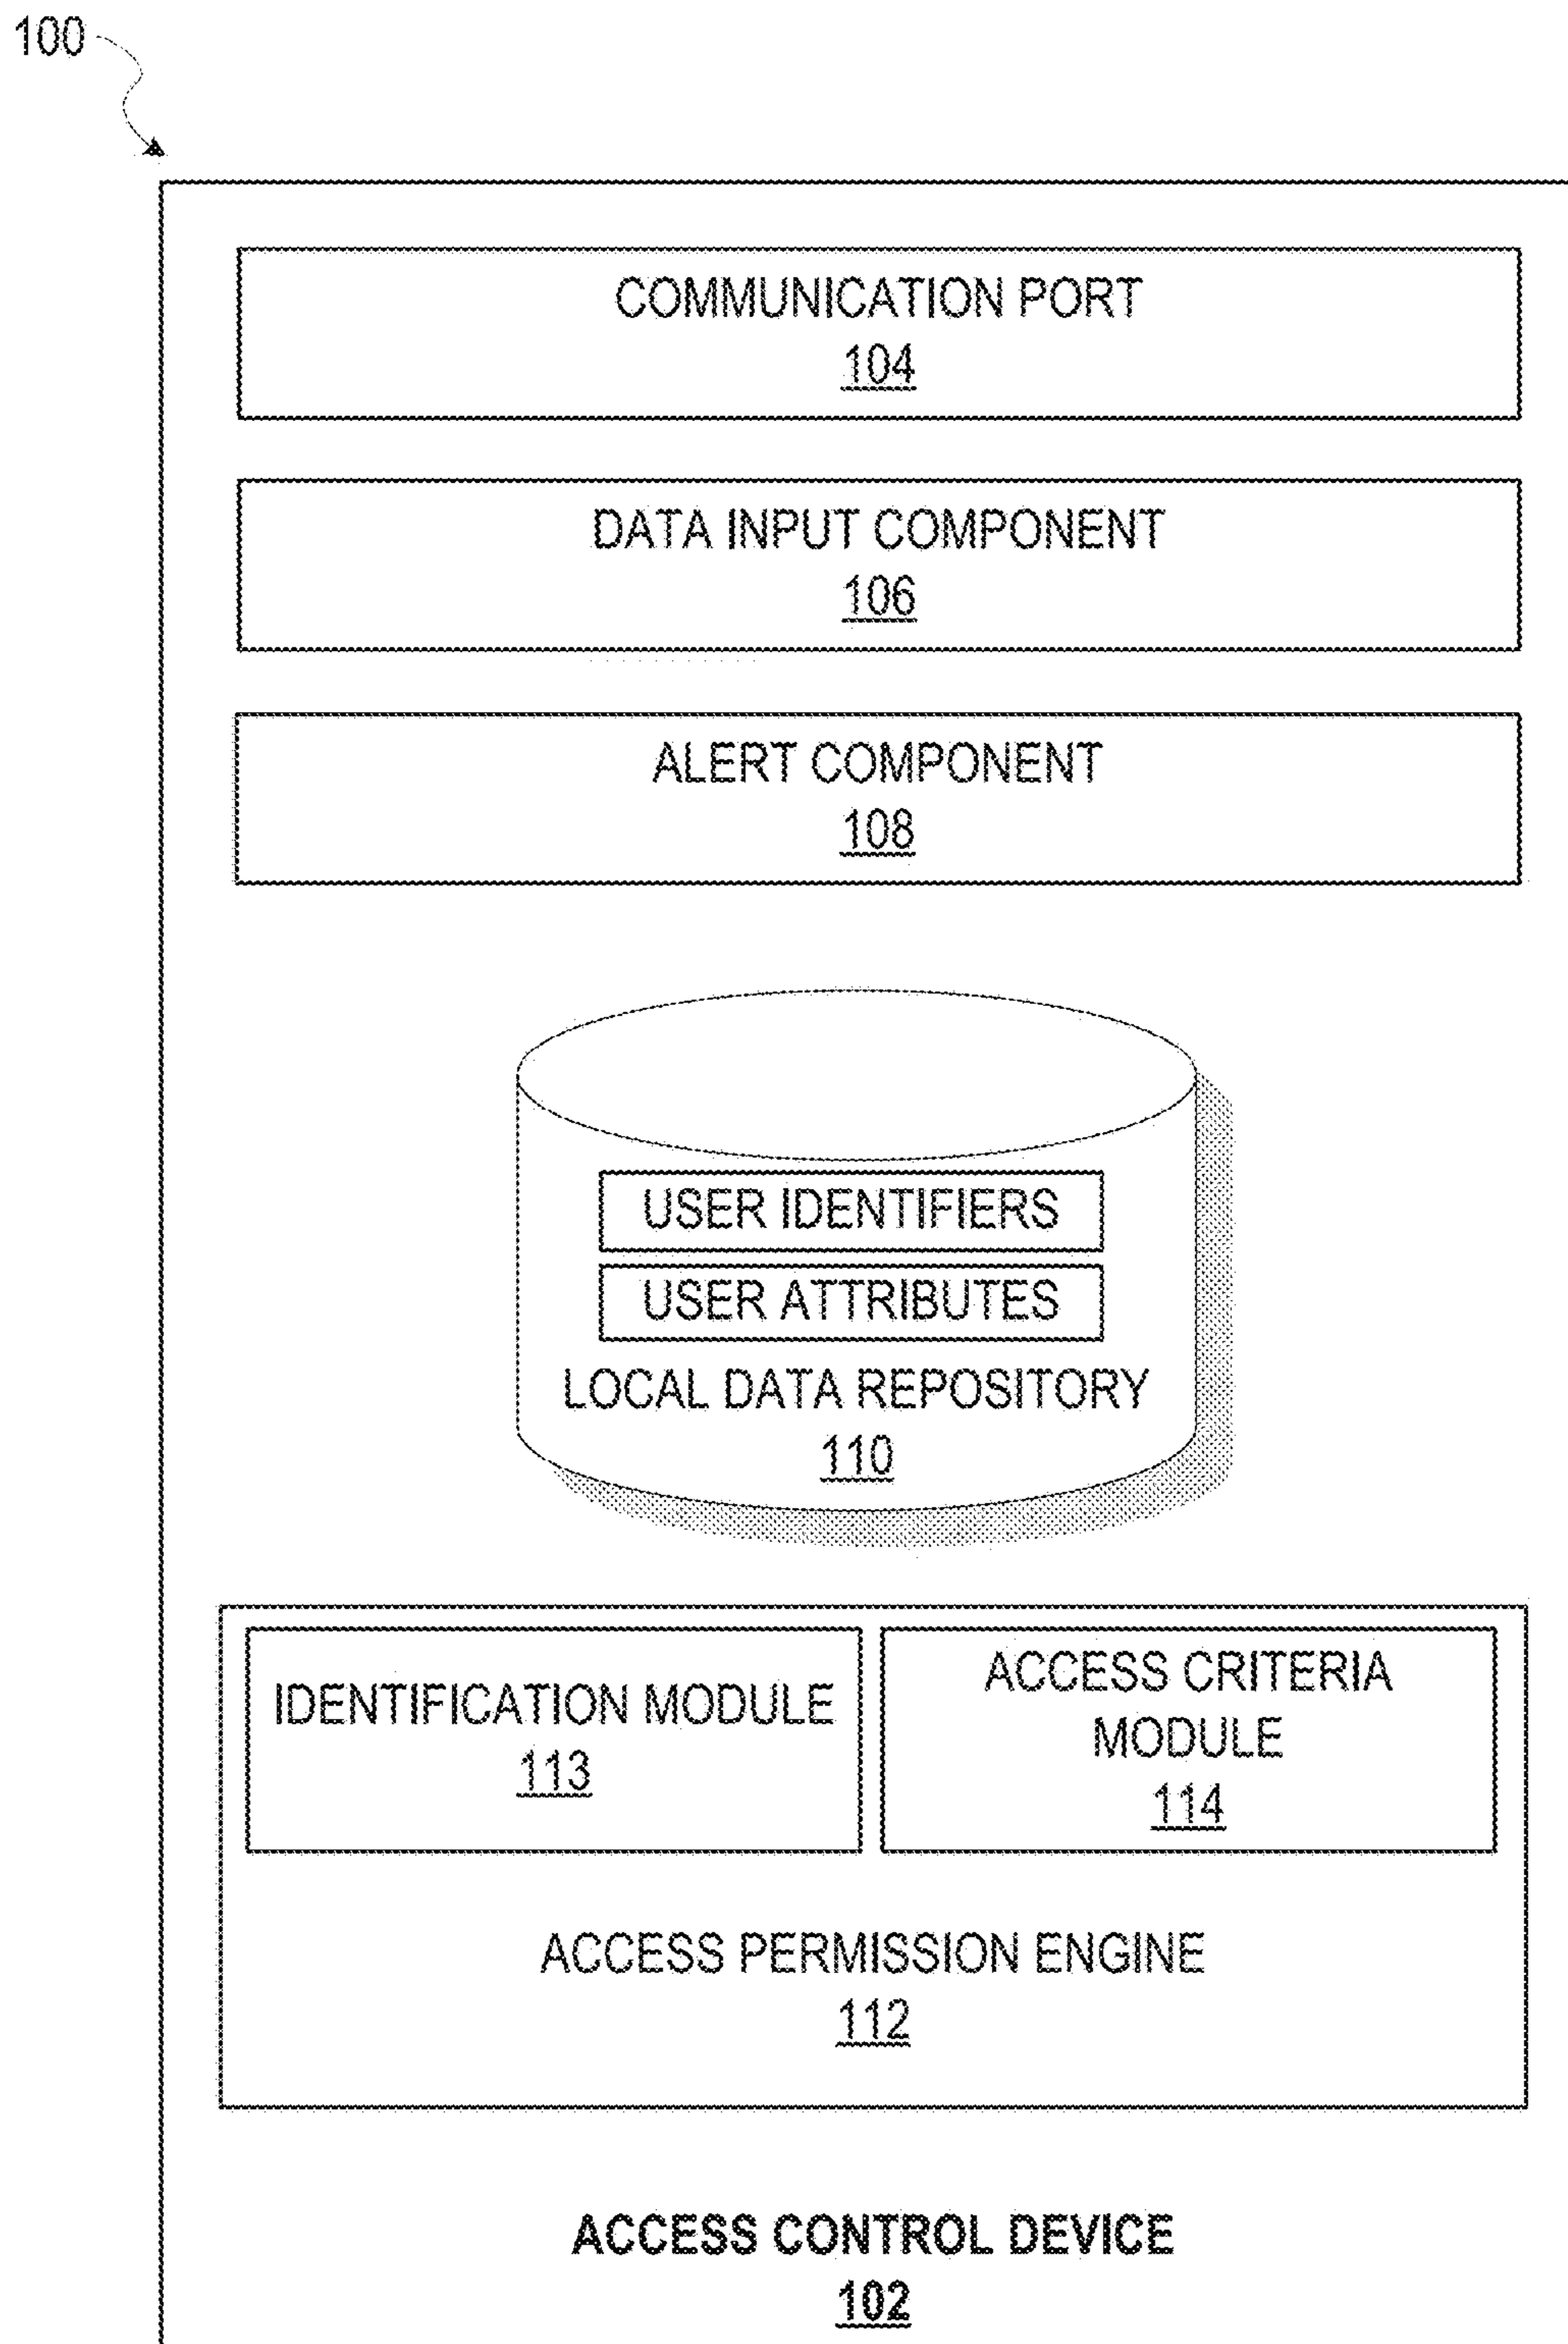 100
COMMUNICATION PORT
104
DATA INPUT COMPONENT
106
ALERT COMPONENT
108
USER IDENTIFIERS
USER ATTRIBUTES
LOCAL DATA REPOSITORY
110
IDENTIFICATION MODULE
113
ACCESS CRITERIA
MODULE
114
ACCESS PERMISSION ENGINE
112
ACCESS CONTROL DEVICE
102